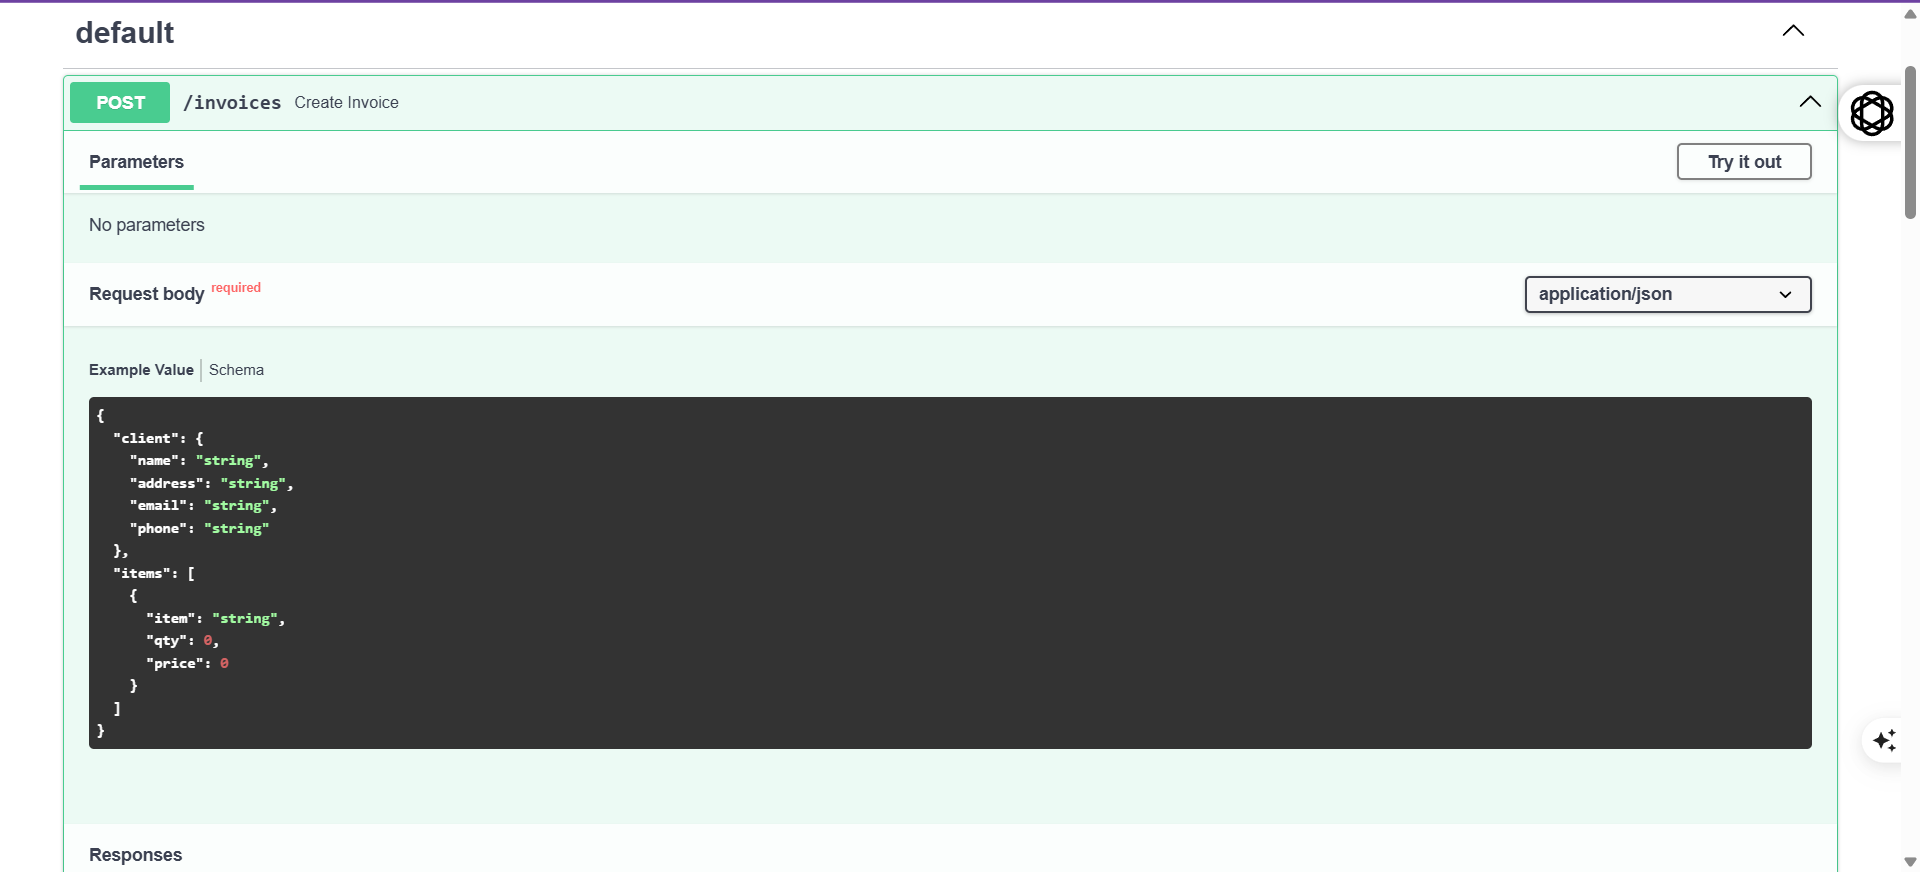 default
POST /invoices Create Invoice
Parameters
Try it out
No parameters
Request body required
application/json
Example Value Schema
{
  "client": {
    "name": "string",
    "address": "string",
    "email": "string",
    "phone": "string"
  },
  "items": [
    {
      "item": "string",
      "qty": 0,
      "price": 0
    }
  ]
}
Responses